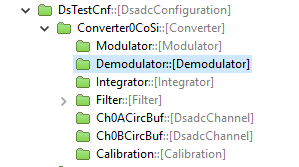 DsTestCnf::[DsadcConfiguration]
Converter0CoSi::[Converter]
Modulator::[Modulator]
Demodulator::[Demodulator]
Integrator::[Integrator]
Filter::[Filter]
Ch0ACircBuf::[DsadcChannel]
Ch0BCircBuf::[DsadcChannel]
Calibration::[Calibration]